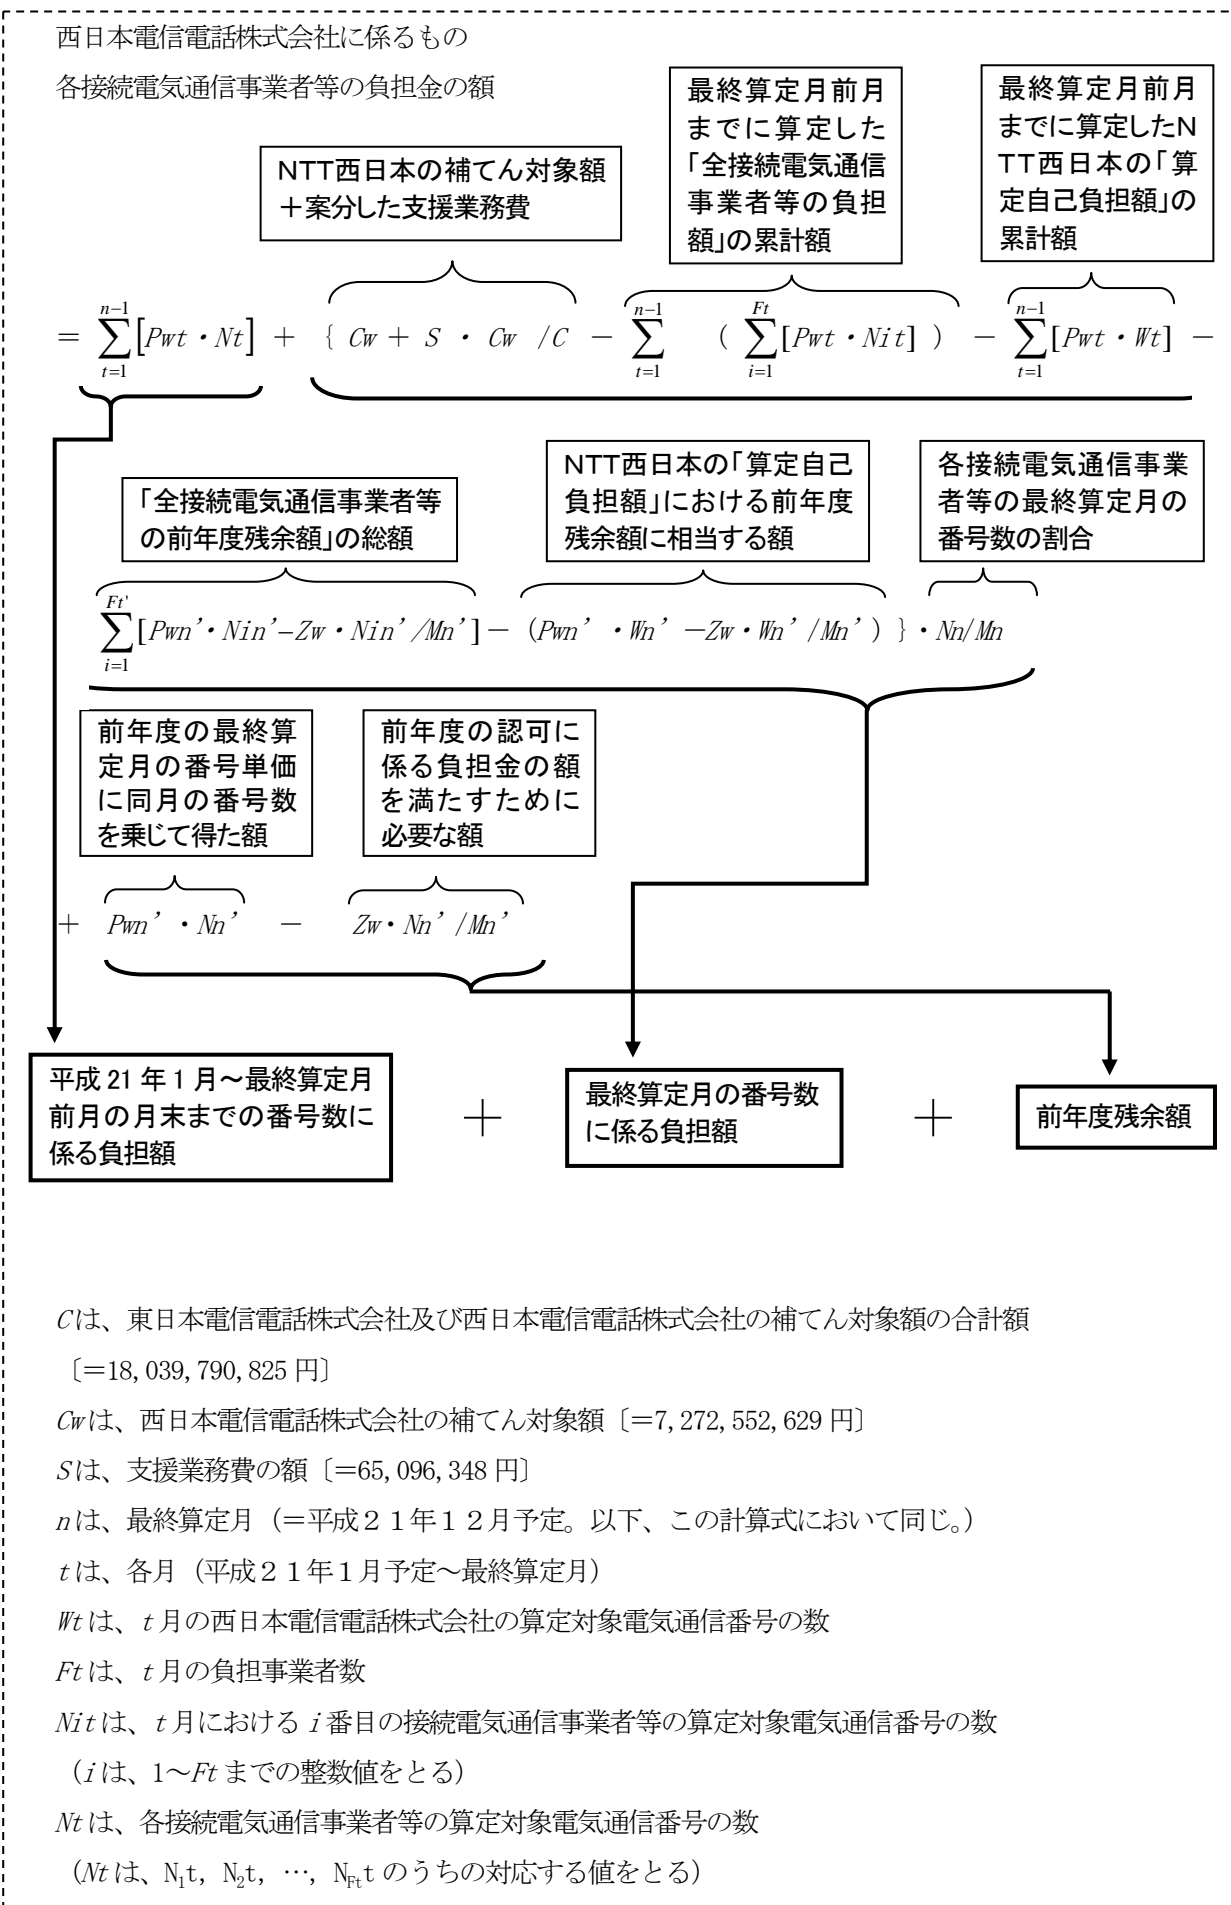 西日本電信電話株式会社に係るもの
各接続電気通信事業者等の負担金の額
NTT西日本の補てん対象額
＋案分した支援業務費
最終算定月前月
までに算定した
「全接続電気通信
事業者等の負担
額」の累計額
最終算定月前月
までに算定したN
TT西日本の「算
定自己負担額」の
累計額
= \sum_{t=1}^{n-1}[Pwt・Nt] + { Cw + S ・ Cw /C － \sum_{t=1}^{n-1} ( \sum_{i=1}^{Ft}[Pwt・Nit] ) － \sum_{t=1}^{n-1}[Pwt・Wt] －
「全接続電気通信事業者等
の前年度残余額」の総額
NTT西日本の「算定自己
負担額」における前年度
残余額に相当する額
各接続電気通信事業
者等の最終算定月の
番号数の割合
\sum_{i=1}^{Ft'}[Pwn’・Nin’–Zw・Nin’/Mn’]－ (Pwn’ ・Wn’ －Zw・Wn’/Mn’) }・Nn/Mn
前年度の最終算
定月の番号単価
に同月の番号数
を乗じて得た額
前年度の認可に
係る負担金の額
を満たすために
必要な額
＋ Pwn’ ・Nn’ － Zw・Nn’/Mn’
平成 21 年 1 月～最終算定月
前月の月末までの番号数に
係る負担額
＋
最終算定月の番号数
に係る負担額
＋
前年度残余額
Cは、東日本電信電話株式会社及び西日本電信電話株式会社の補てん対象額の合計額
〔＝18,039,790,825 円〕
Cwは、西日本電信電話株式会社の補てん対象額〔＝7,272,552,629 円〕
Sは、支援業務費の額〔＝65,096,348 円〕
nは、最終算定月（＝平成２１年１２月予定。以下、この計算式において同じ。）
tは、各月（平成２１年１月予定～最終算定月）
Wtは、t月の西日本電信電話株式会社の算定対象電気通信番号の数
Ftは、t月の負担事業者数
Nitは、t月における i番目の接続電気通信事業者等の算定対象電気通信番号の数
（iは、1～Ftまでの整数値をとる）
Ntは、各接続電気通信事業者等の算定対象電気通信番号の数
（Ntは、N₁t, N₂t, …, N_{Ft}t のうちの対応する値をとる）